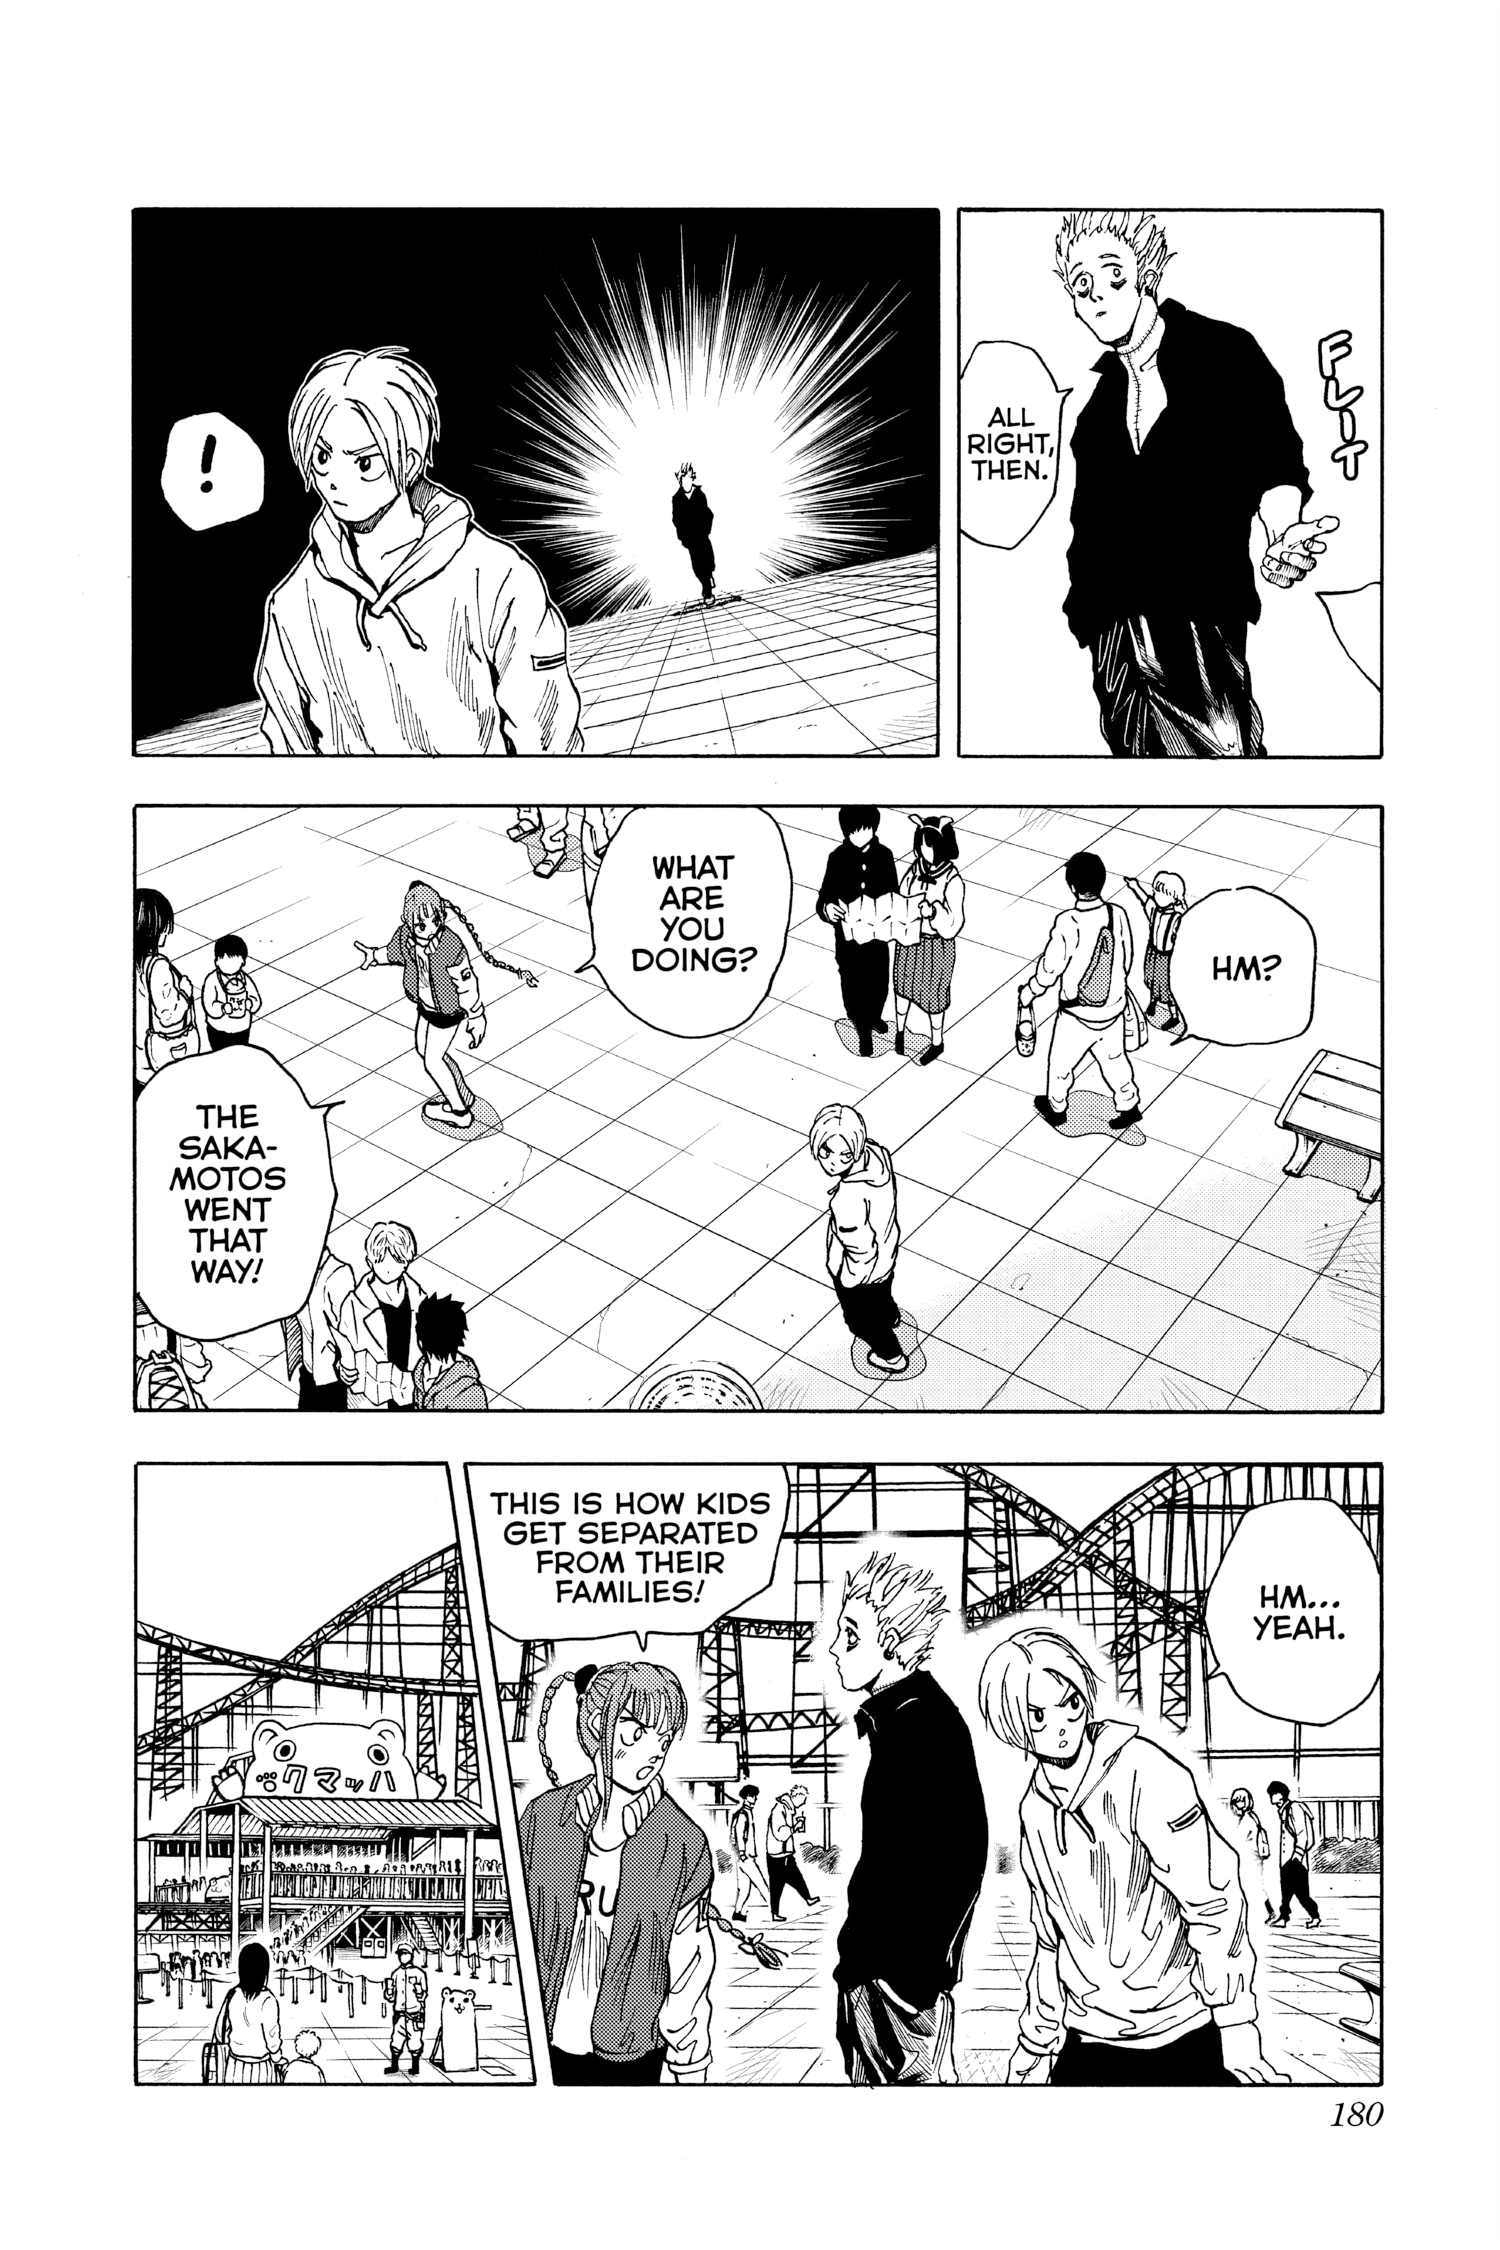 FLIT
ALL
RIGHT,
THEN.
!
HM?
WHAT
ARE
YOU
DOING?
THE
SAKA-
MOTOS
WENT
THAT
WAY!
HM...
YEAH.
THIS IS HOW KIDS
GET SEPARATED
FROM THEIR
FAMILIES!
RU
クマッハ
180